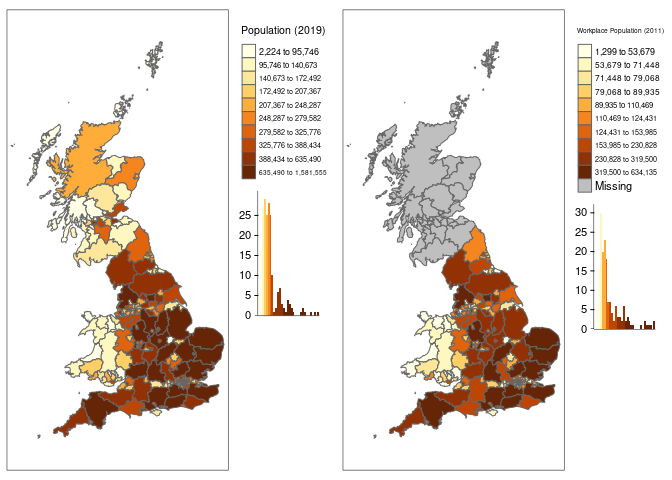 Population (2019)
2,224 to 95,746
95,746 to 140,673
140,673 to 172,492
172,492 to 207,367
207,367 to 248,287
248,287 to 279,582
279,582 to 325,776
325,776 to 388,434
388,434 to 635,490
635,490 to 1,581,555
25
20
15
10
5
0
Workplace Population (2011)
1,299 to 53,679
53,679 to 71,448
71,448 to 79,068
79,068 to 89,935
89,935 to 110,469
110,469 to 124,431
124,431 to 153,985
153,985 to 230,828
230,828 to 319,500
319,500 to 634,135
Missing
30
25
20
15
10
5
0